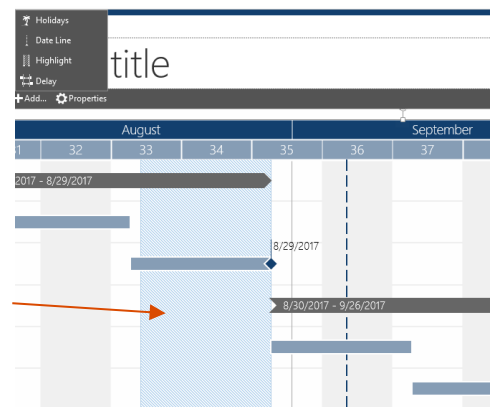 Holidays
Date Line
Highlight
Delay
Add... Properties
title
August September
32 33 34 35 36 37
2017 - 8/29/2017
8/29/2017
8/30/2017 - 9/26/2017